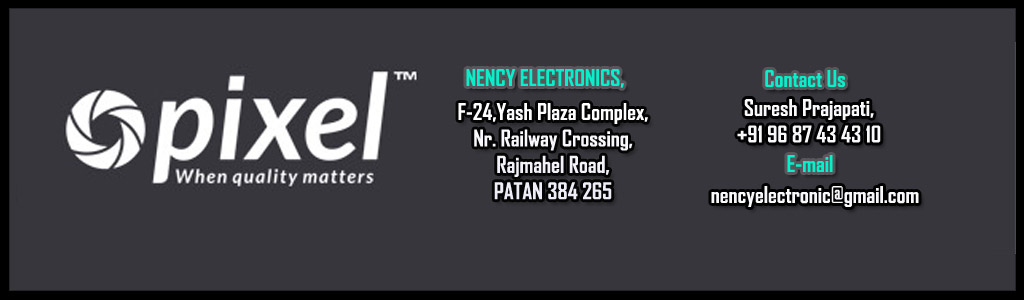 pixel™
When quality matters
NENCY ELECTRONICS,
F-24,Yash Plaza Complex,
Nr. Railway Crossing,
Rajmahel Road,
PATAN 384 265
Contact Us
Suresh Prajapati,
+91 96 87 43 43 10
E-mail
nencyelectronic@gmail.com